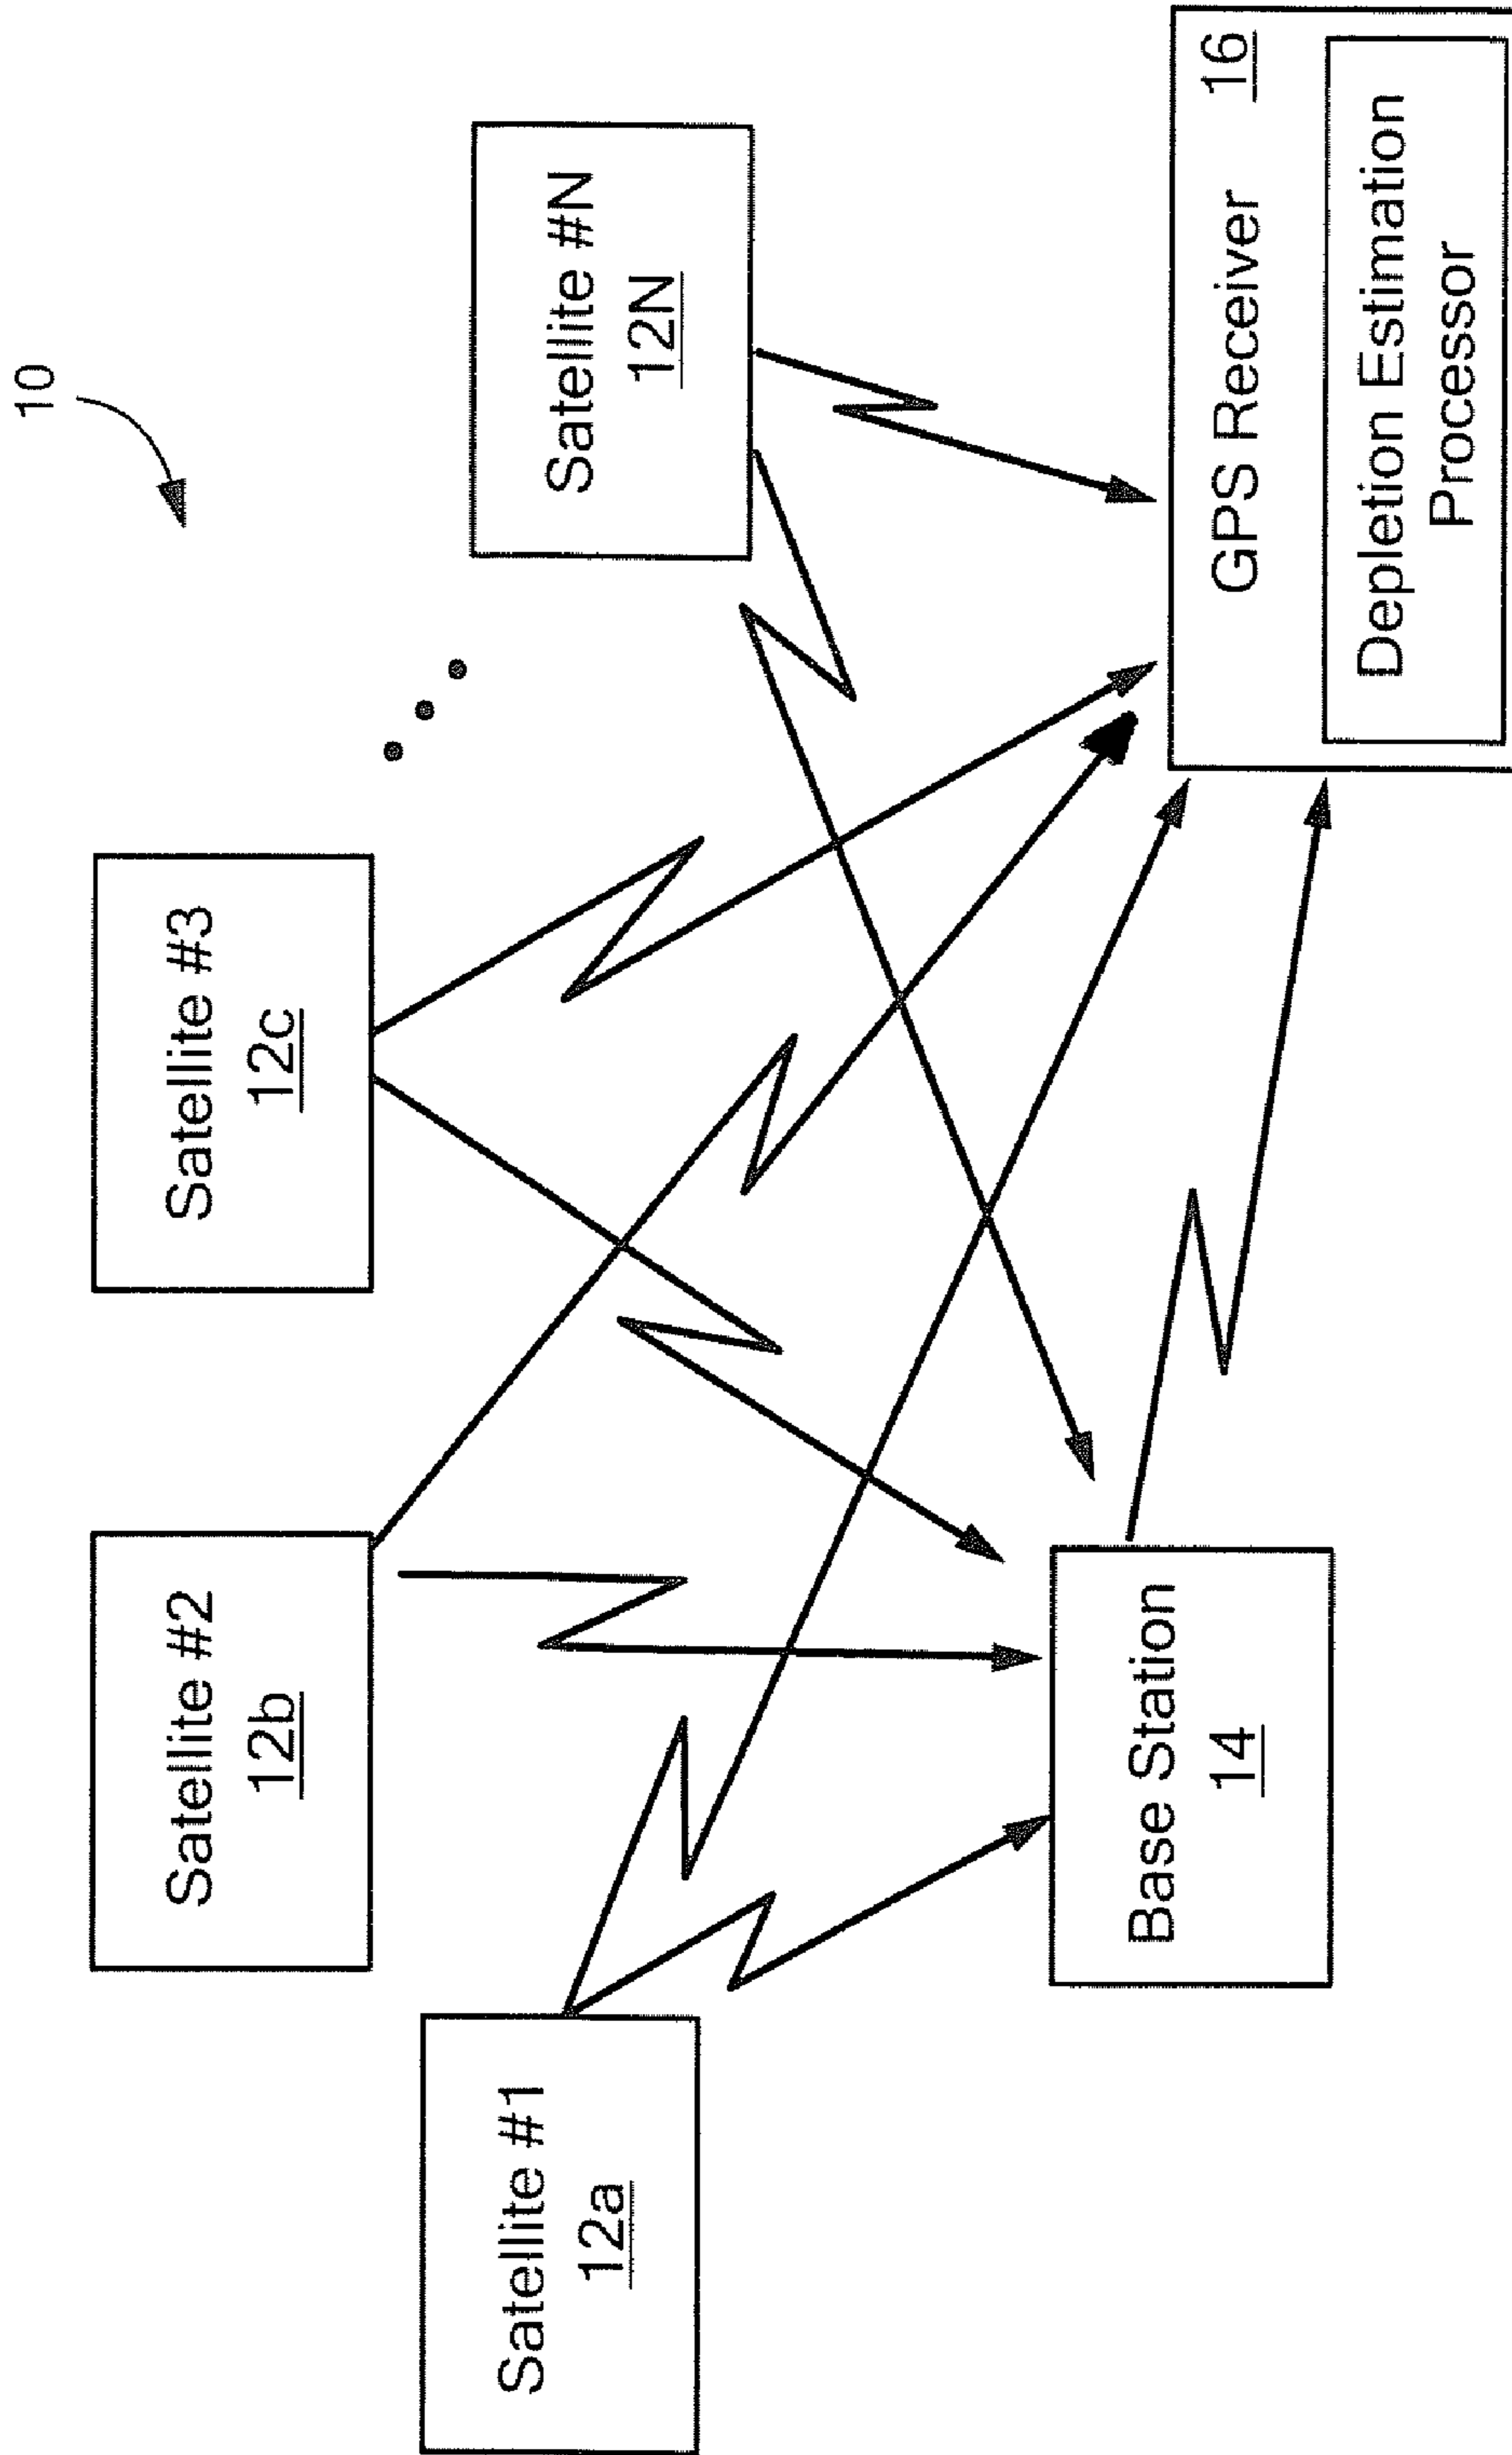 10
Satellite #1
12a
Satellite #2
12b
Satellite #3
12c
Satellite #N
12N
Base Station
14
GPS Receiver 16
Depletion Estimation
Processor